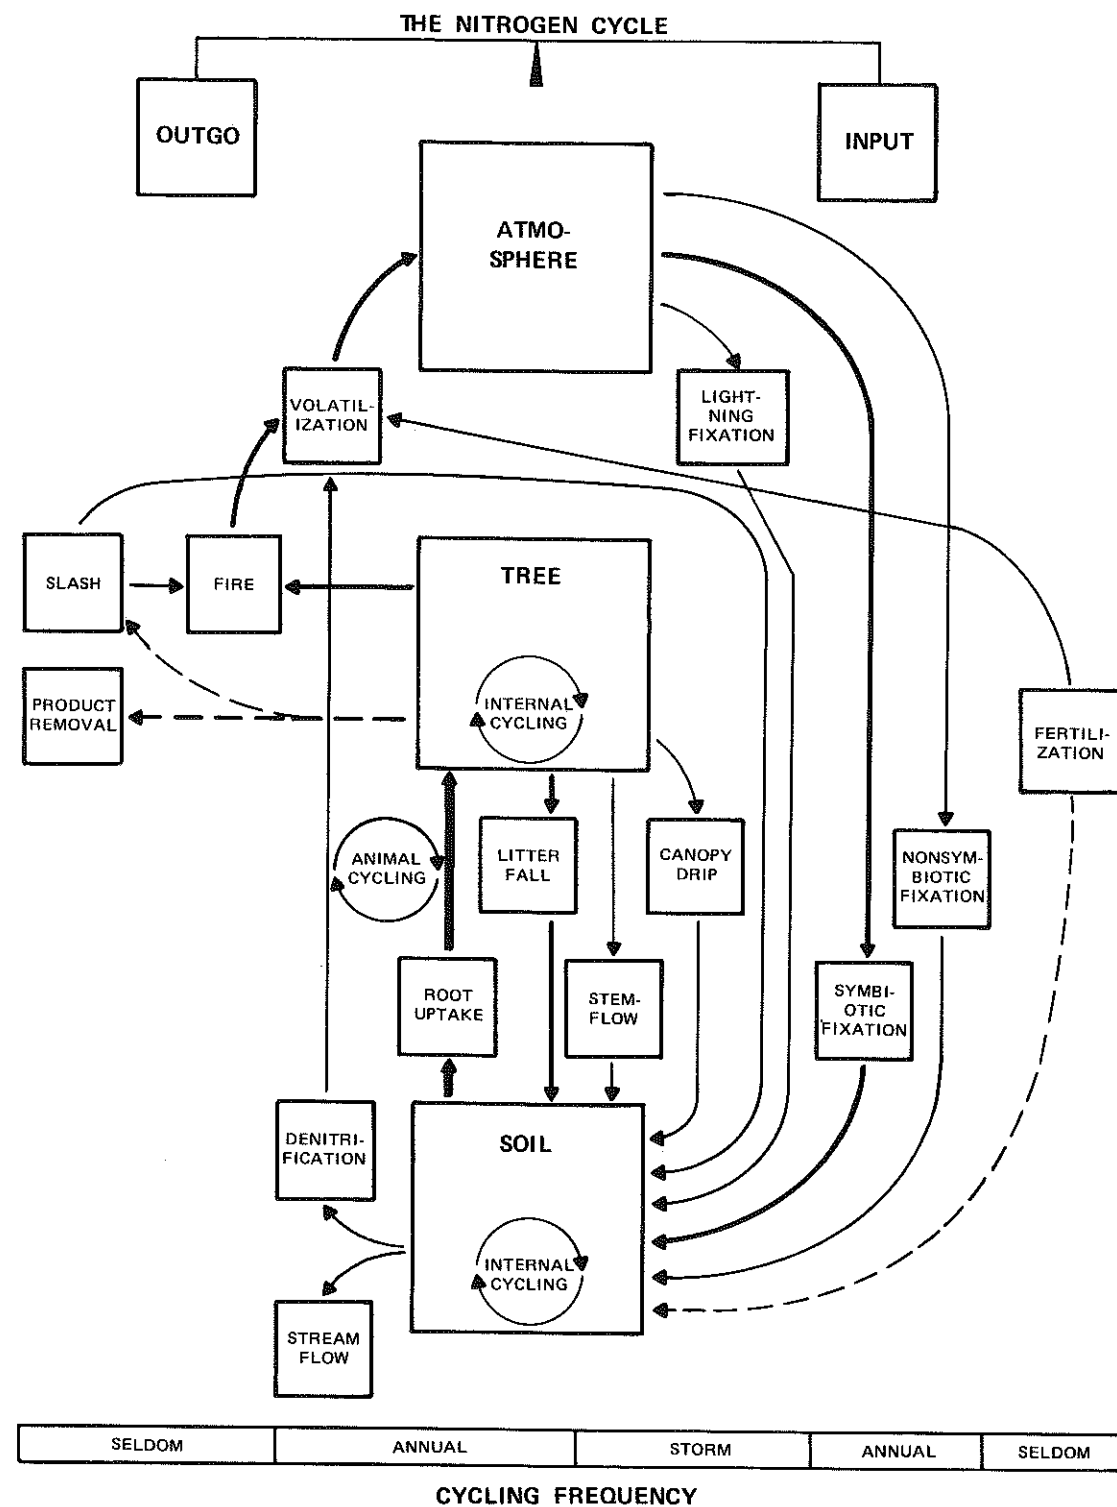 THE NITROGEN CYCLE
OUTGO
INPUT
ATMO-
SPHERE
VOLATIL-
IZATION
LIGHT-
NING
FIXATION
SLASH
FIRE
TREE
INTERNAL
CYCLING
PRODUCT
REMOVAL
FERTILI-
ZATION
ANIMAL
CYCLING
LITTER
FALL
CANOPY
DRIP
NONSYM-
BIOTIC
FIXATION
ROOT
UPTAKE
STEM-
FLOW
SYMBI-
OTIC
FIXATION
DENITRI-
FICATION
SOIL
INTERNAL
CYCLING
STREAM
FLOW
SELDOM
ANNUAL
STORM
ANNUAL
SELDOM
CYCLING FREQUENCY